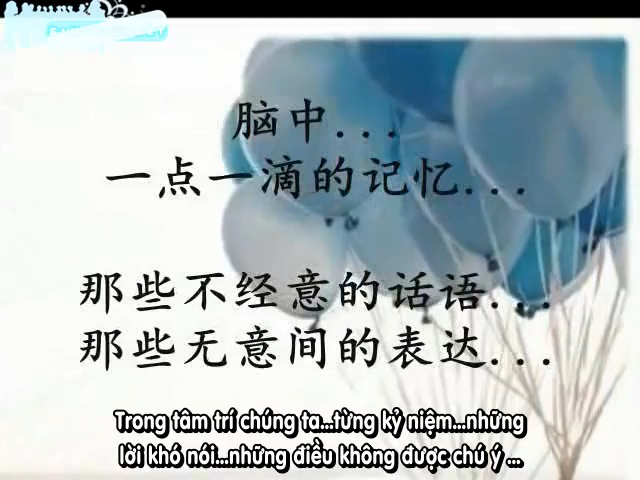 脑中...
一点一滴的记忆...
那些不经意的话语...
那些无意间的表达...
Trong tâm trí chúng ta...từng kỷ niệm...những
lời khó nói...những điều không được chú ý ...